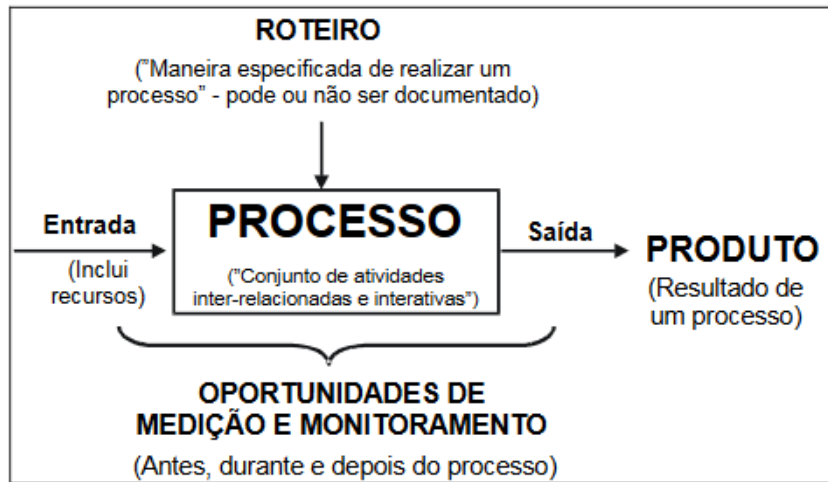 ROTEIRO
("Maneira especificada de realizar um
processo" - pode ou não ser documentado)
Entrada
(Inclui
recursos)
PROCESSO
("Conjunto de atividades
inter-relacionadas e interativas")
Saída
PRODUTO
(Resultado de
um processo)
OPORTUNIDADES DE
MEDIÇÃO E MONITORAMENTO
(Antes, durante e depois do processo)